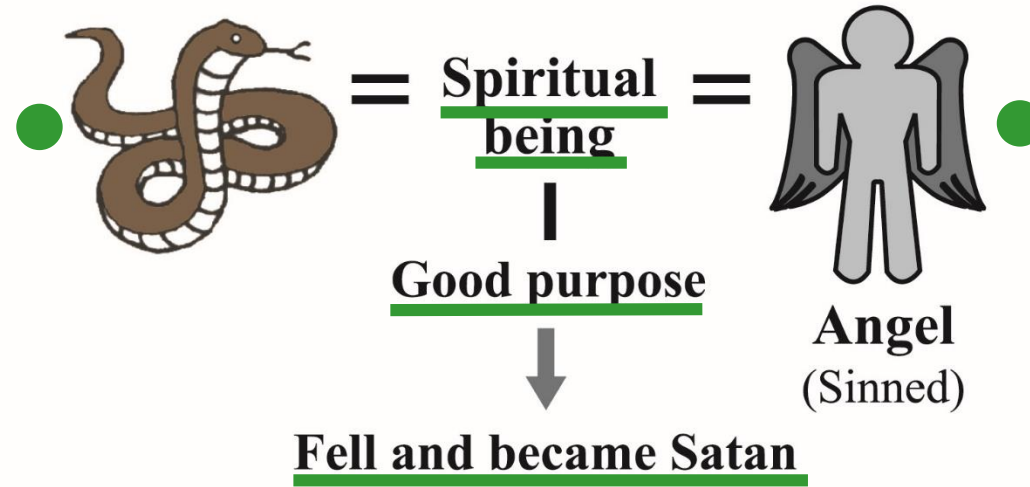 = Spiritual =
being
Good purpose
Angel
(Sinned)
Fell and became Satan